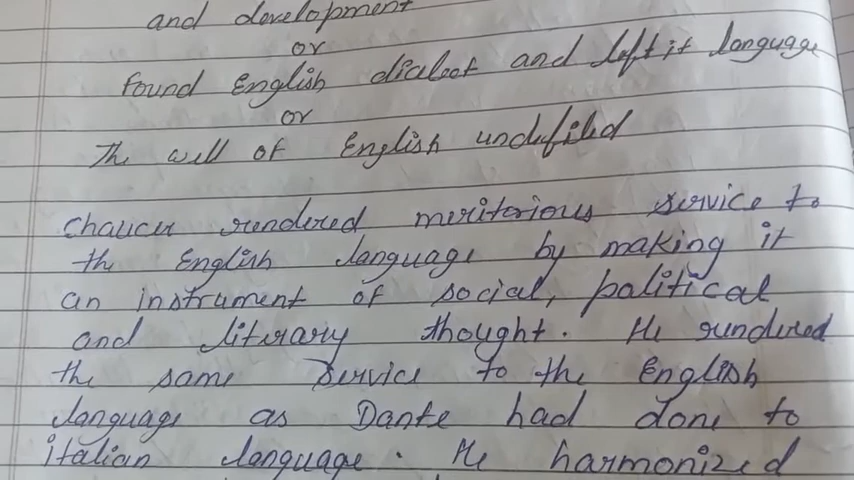 and development
or
Found English dialect and left it language
or
The well of English undefiled
Chaucer rendered meritorious service to
the English language by making it
an instrument of social, political
and literary thought. He rendered
the same service to the English
language as Dante had done to
italian language. He harmonized